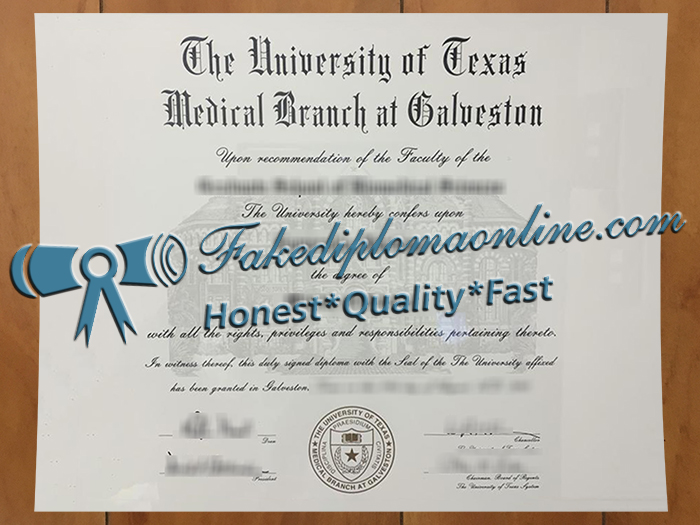 The University of Texas
Medical Branch at Galveston
Upon recommendation of the Faculty of the
The University hereby confers upon
Fakediplomaonline.com
the degree of
Honest*Quality*Fast
with all the rights, privileges and responsibilities pertaining thereto.
In witness thereof, this duly signed diploma with the Seal of the The University affixed
has been granted in Galveston.
Dean
Chancellor
President
Chairman, Board of Regents
The University of Texas System
THE UNIVERSITY OF TEXAS
MEDICAL BRANCH AT GALVESTON
PRAESIDIUM
DISCIPLINA
CIVITATIS